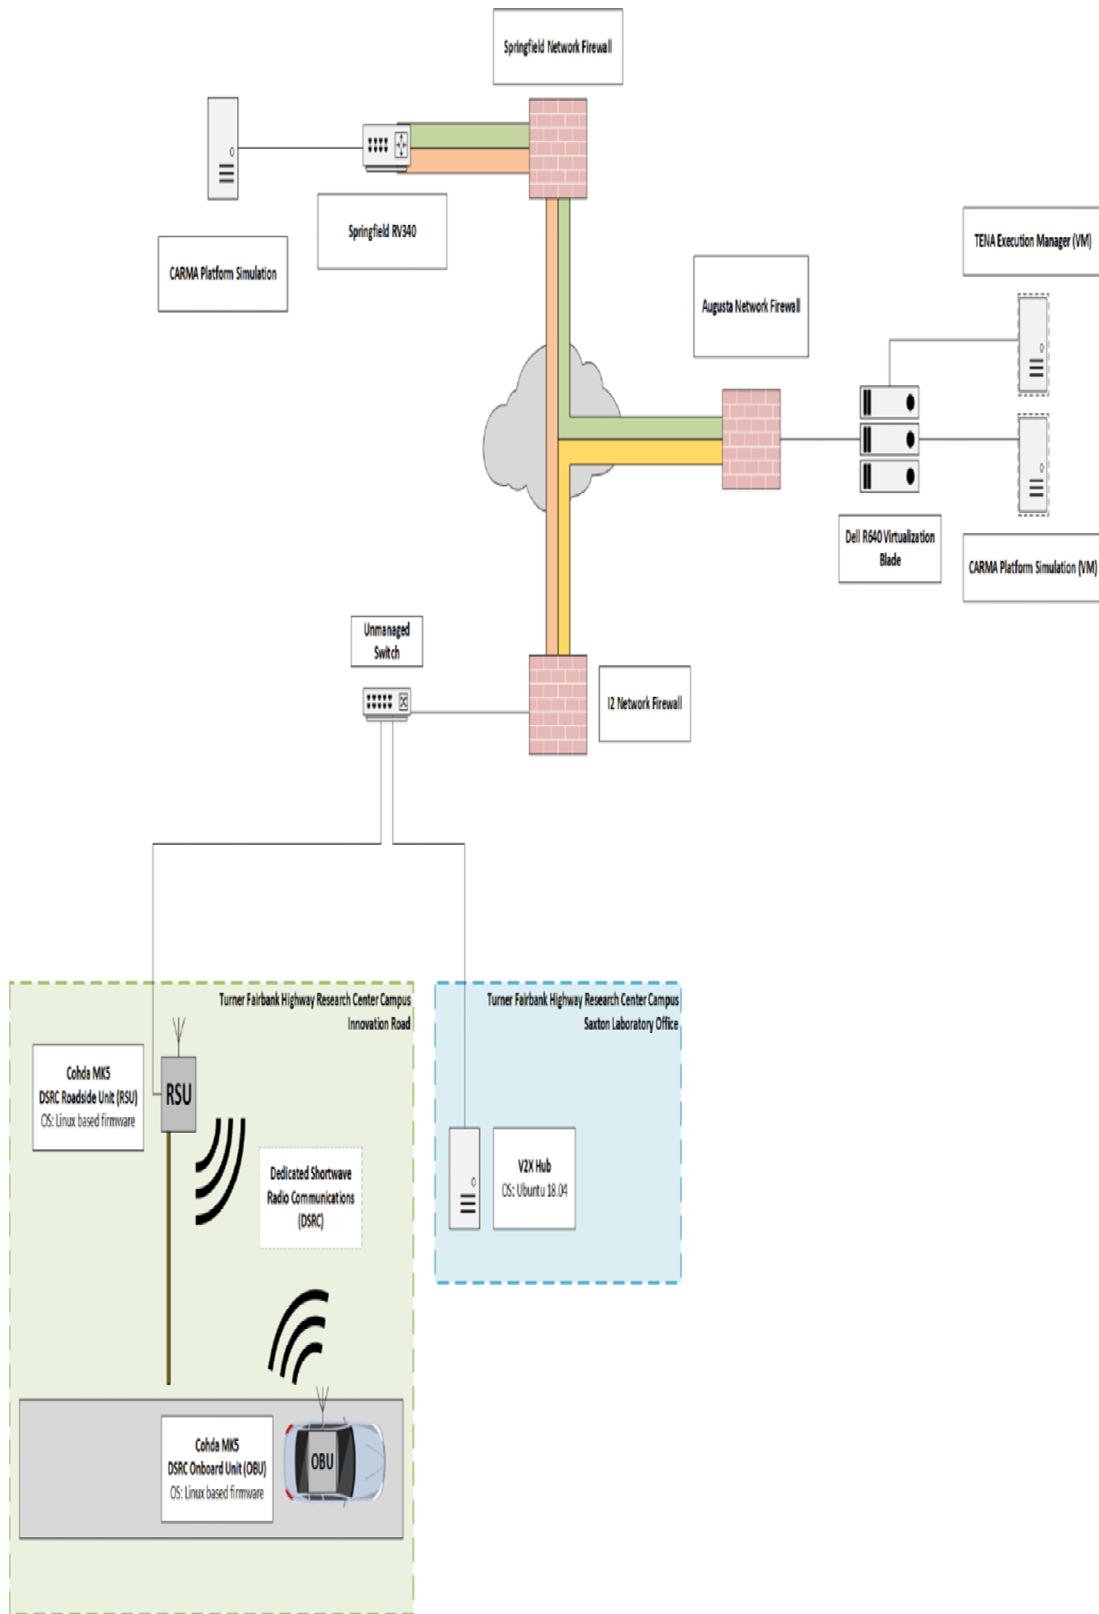 Springfield Network Firewall
Springfield RV340
CARMA Platform Simulation
TENA Execution Manager (VM)
Augusta Network Firewall
Dell R640 Virtualization
Blade
CARMA Platform Simulation (VM)
Unmanaged
Switch
I2 Network Firewall
Turner Fairbank Highway Research Center Campus
Innovation Road
Cohda MK5
DSRC Roadside Unit (RSU)
OS: Linux based firmware
RSU
Dedicated Shortwave
Radio Communications
(DSRC)
Cohda MK5
DSRC Onboard Unit (OBU)
OS: Linux based firmware
OBU
Turner Fairbank Highway Research Center Campus
Saxton Laboratory Office
V2X Hub
OS: Ubuntu 18.04